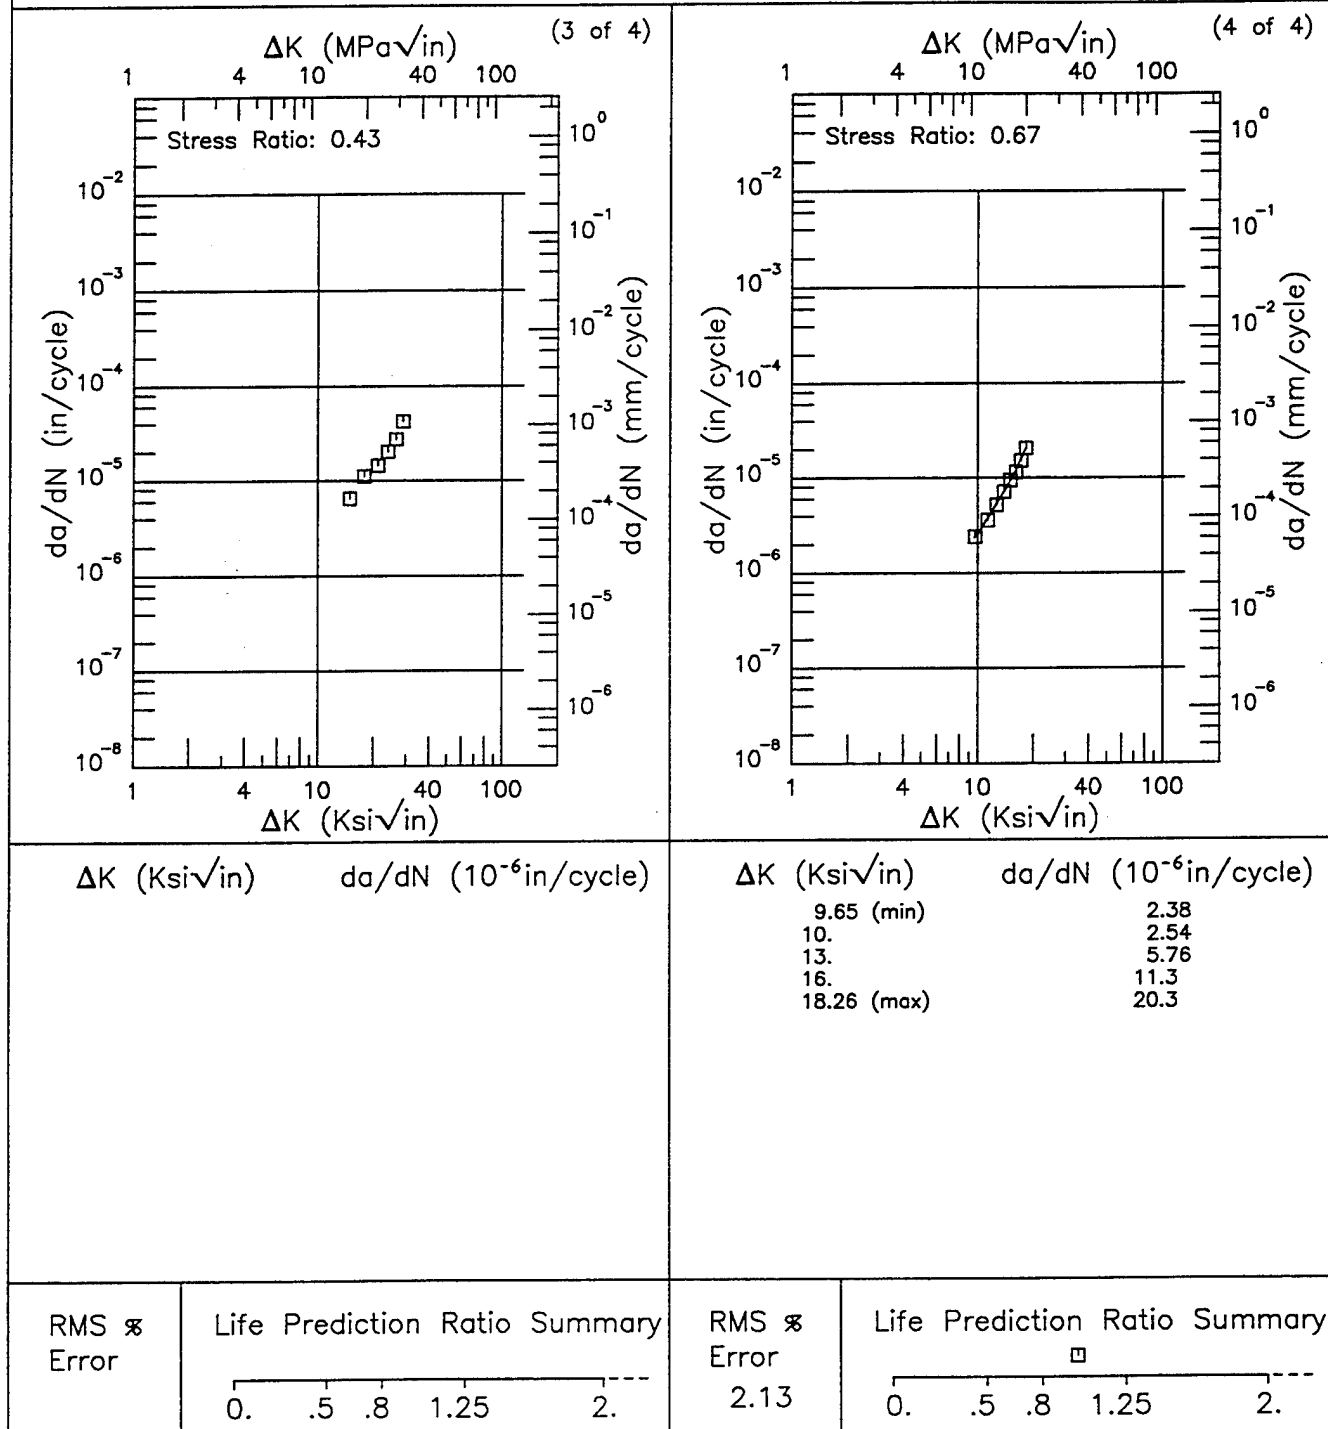 (3 of 4)
ΔK (MPa√in)
1 4 10 40 100
Stress Ratio: 0.43
10⁰
10⁻²
10⁻¹
10⁻³
10⁻²
10⁻⁴
10⁻³
10⁻⁵
10⁻⁴
10⁻⁶
10⁻⁵
10⁻⁷
10⁻⁶
10⁻⁸
da/dN (in/cycle)
da/dN (mm/cycle)
1 4 10 40 100
ΔK (Ksi√in)
(4 of 4)
ΔK (MPa√in)
1 4 10 40 100
Stress Ratio: 0.67
10⁰
10⁻²
10⁻¹
10⁻³
10⁻²
10⁻⁴
10⁻³
10⁻⁵
10⁻⁴
10⁻⁶
10⁻⁵
10⁻⁷
10⁻⁶
10⁻⁸
da/dN (in/cycle)
da/dN (mm/cycle)
1 4 10 40 100
ΔK (Ksi√in)
ΔK (Ksi√in) da/dN (10⁻⁶in/cycle)
ΔK (Ksi√in) da/dN (10⁻⁶in/cycle)
9.65 (min) 2.38
10. 2.54
13. 5.76
16. 11.3
18.26 (max) 20.3
RMS %
Error
Life Prediction Ratio Summary
0. .5 .8 1.25 2.
RMS %
Error
2.13
Life Prediction Ratio Summary
0. .5 .8 1.25 2.